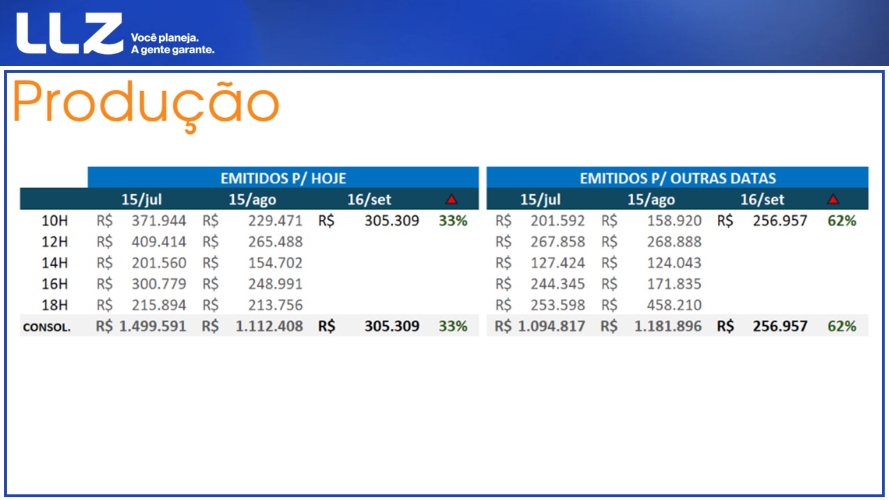 LLZ Você planeja.
A gente garante.
Produção
EMITIDOS P/ HOJE EMITIDOS P/ OUTRAS DATAS
15/jul 15/ago 16/set 15/jul 15/ago 16/set
10H R$ 371.944 R$ 229.471 R$ 305.309 33% R$ 201.592 R$ 158.920 R$ 256.957 62%
12H R$ 409.414 R$ 265.488 R$ 267.858 R$ 268.888
14H R$ 201.560 R$ 154.702 R$ 127.424 R$ 124.043
16H R$ 300.779 R$ 248.991 R$ 244.345 R$ 171.835
18H R$ 215.894 R$ 213.756 R$ 253.598 R$ 458.210
CONSOL. R$ 1.499.591 R$ 1.112.408 R$ 305.309 33% R$ 1.094.817 R$ 1.181.896 R$ 256.957 62%